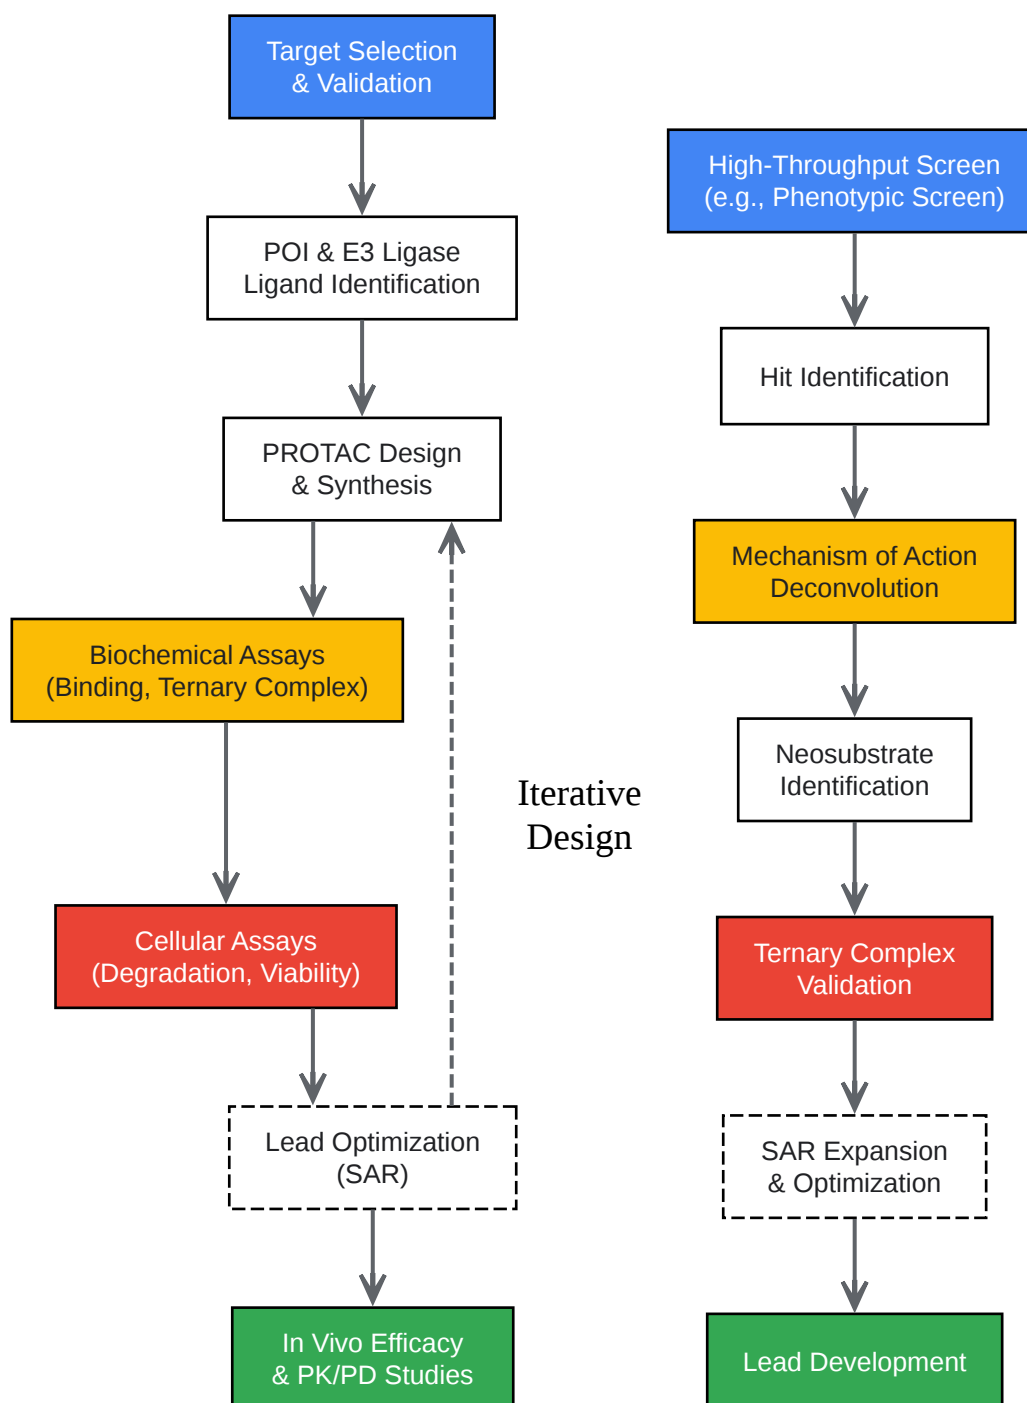 Target Selection
& Validation
POI & E3 Ligase
Ligand Identification
PROTAC Design
& Synthesis
Biochemical Assays
(Binding, Ternary Complex)
Cellular Assays
(Degradation, Viability)
Lead Optimization
(SAR)
In Vivo Efficacy
& PK/PD Studies
Iterative
Design
High-Throughput Screen
(e.g., Phenotypic Screen)
Hit Identification
Mechanism of Action
Deconvolution
Neosubstrate
Identification
Ternary Complex
Validation
SAR Expansion
& Optimization
Lead Development